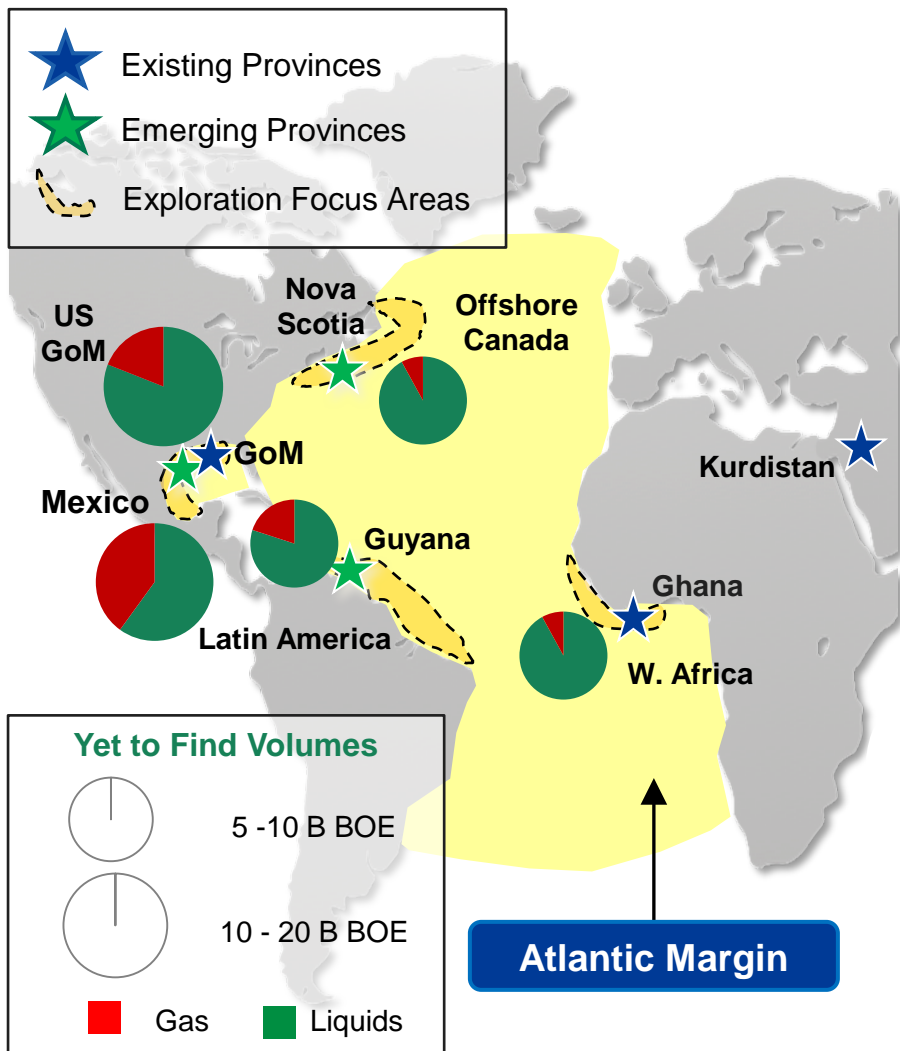 Existing Provinces
Emerging Provinces
Exploration Focus Areas
Nova
Scotia
Offshore
Canada
US
GoM
GoM
Kurdistan
Mexico
Guyana
Ghana
Latin America
W. Africa
Yet to Find Volumes
5 -10 B BOE
10 - 20 B BOE
Gas
Liquids
Atlantic Margin